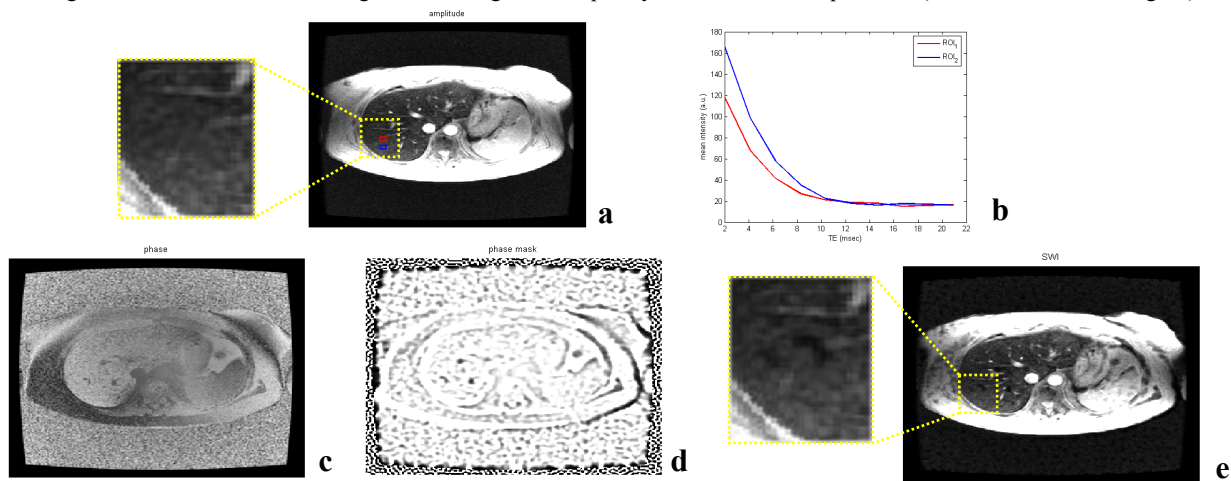 amplitude
a
180
160
140
120
100
80
60
40
20
0
mean intensity (a.u.)
2 4 6 8 10 12 14 16 18 20 22
TE (msec)
ROI1
ROI2
b
phase
c
phase mask
d
SWI
e